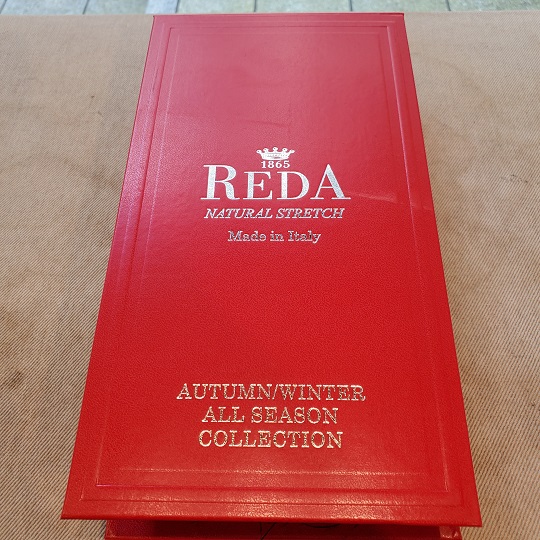 1865
REDA
NATURAL STRETCH
Made in Italy
AUTUMN/WINTER
ALL SEASON
COLLECTION